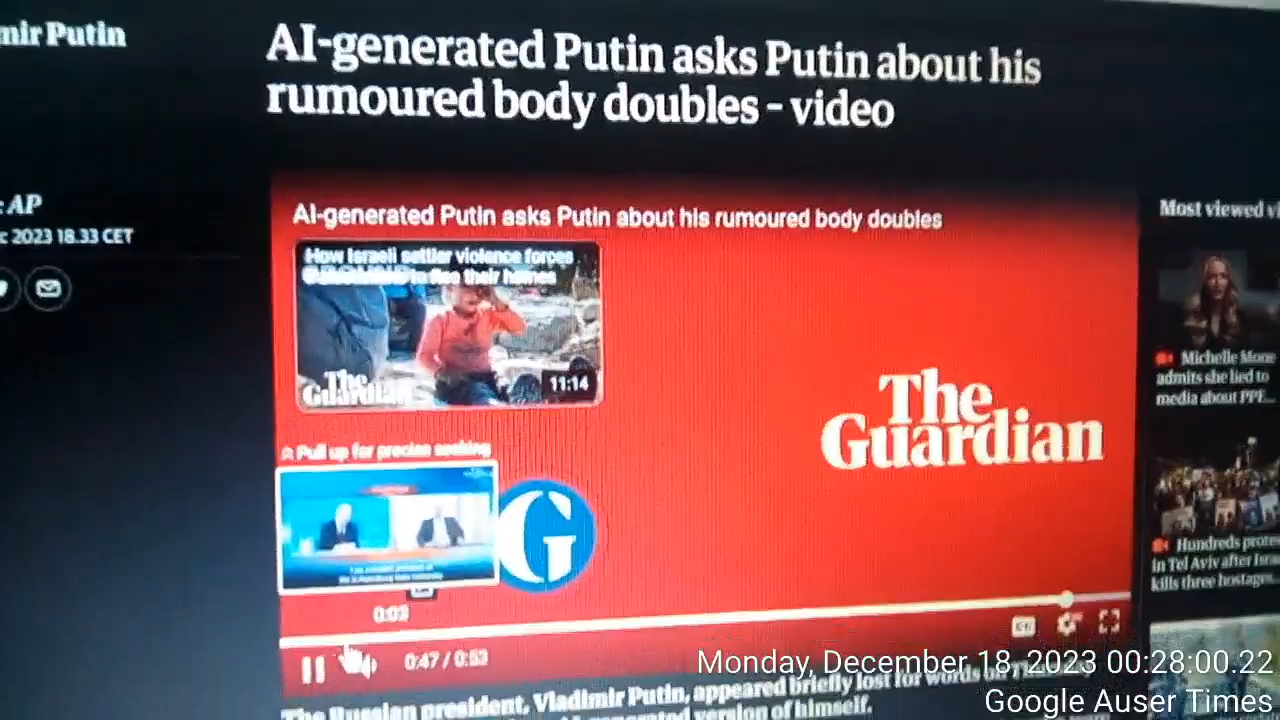 mir Putin
AI-generated Putin asks Putin about his
rumoured body doubles - video
: AP
c 2023 18.33 CET
AI-generated Putin asks Putin about his rumoured body doubles
How Israeli settler violence forces
to flee their homes
The
Guardian
11:14
Pull up for precise seeking
G
The
Guardian
0:03
0:47 / 0:53
Most viewed
Michelle Mone
admits she lied to
media about PPE...
Hundreds protes
in Tel Aviv after Isra
kills three hostages...
The Russian president, Vladimir Putin, appeared briefly lost for words on
generated version of himself.
Monday, December 18, 2023 00:28:00.22
Google Auser Times